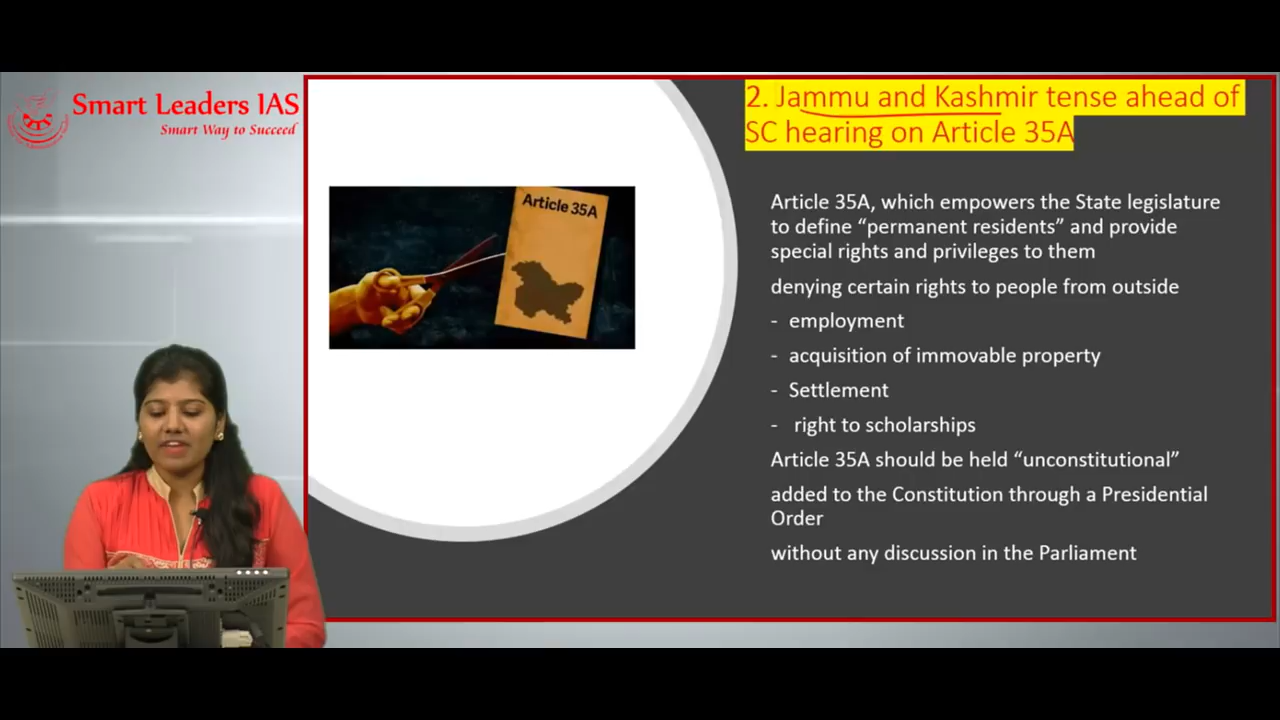 Smart Leaders IAS
Smart Way to Succeed
2. Jammu and Kashmir tense ahead of
SC hearing on Article 35A
Article 35A
Article 35A, which empowers the State legislature
to define “permanent residents” and provide
special rights and privileges to them
denying certain rights to people from outside
- employment
- acquisition of immovable property
- Settlement
- right to scholarships
Article 35A should be held “unconstitutional”
added to the Constitution through a Presidential
Order
without any discussion in the Parliament